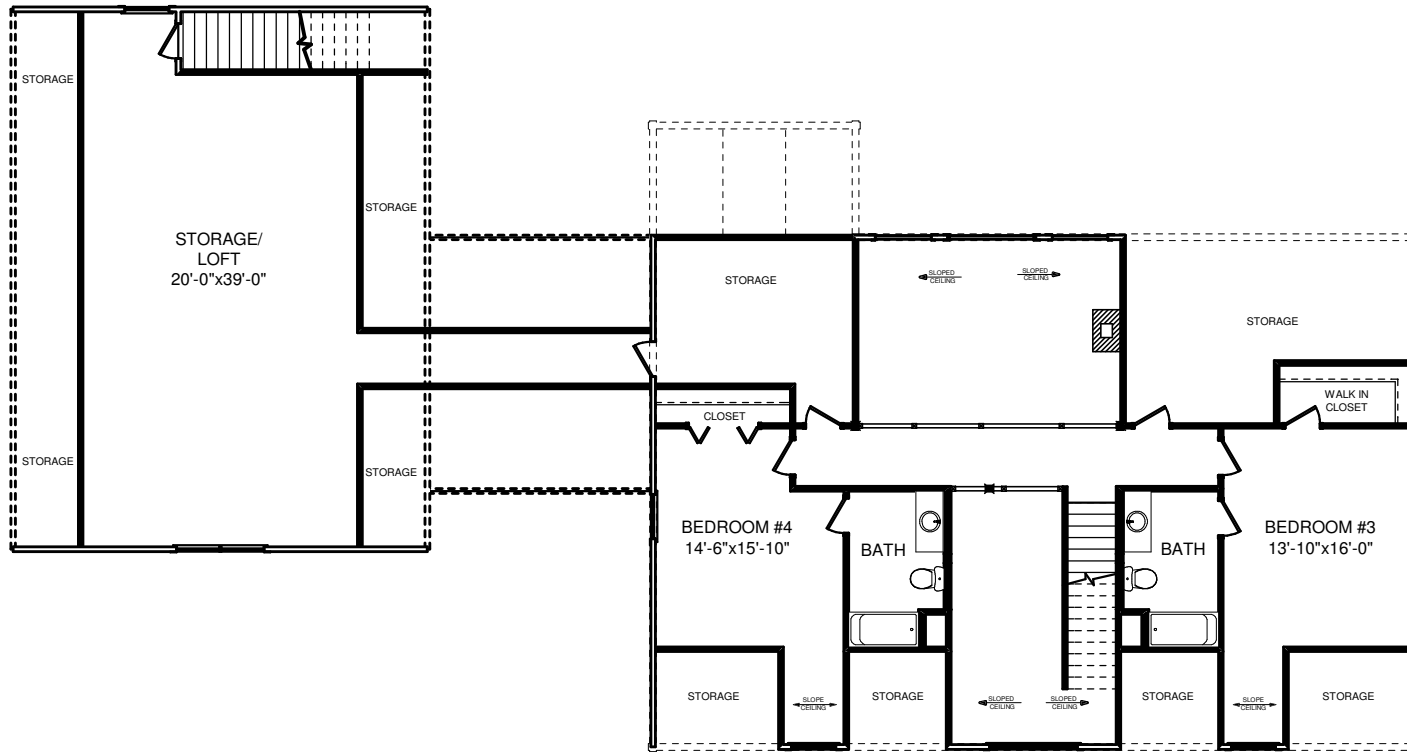 STORAGE
STORAGE
STORAGE/
LOFT
20'-0"x39'-0"
STORAGE
SLOPED
CEILING
SLOPED
CEILING
STORAGE
WALK IN
CLOSET
CLOSET
STORAGE
STORAGE
BEDROOM #4
14'-6"x15'-10"
BATH
BATH
BEDROOM #3
13'-10"x16'-0"
STORAGE
SLOPE
CEILING
STORAGE
SLOPED
CEILING
SLOPED
CEILING
STORAGE
SLOPE
CEILING
STORAGE
STORAGE